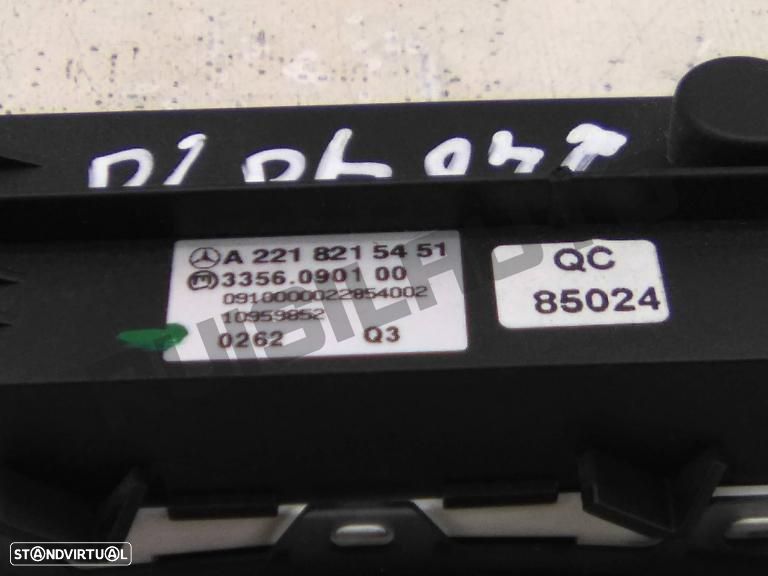 A 221 821 54 51
3356.0901 00
0910000022854002
10959852
0262 Q3
QC
85024
STANDVIRTUAL